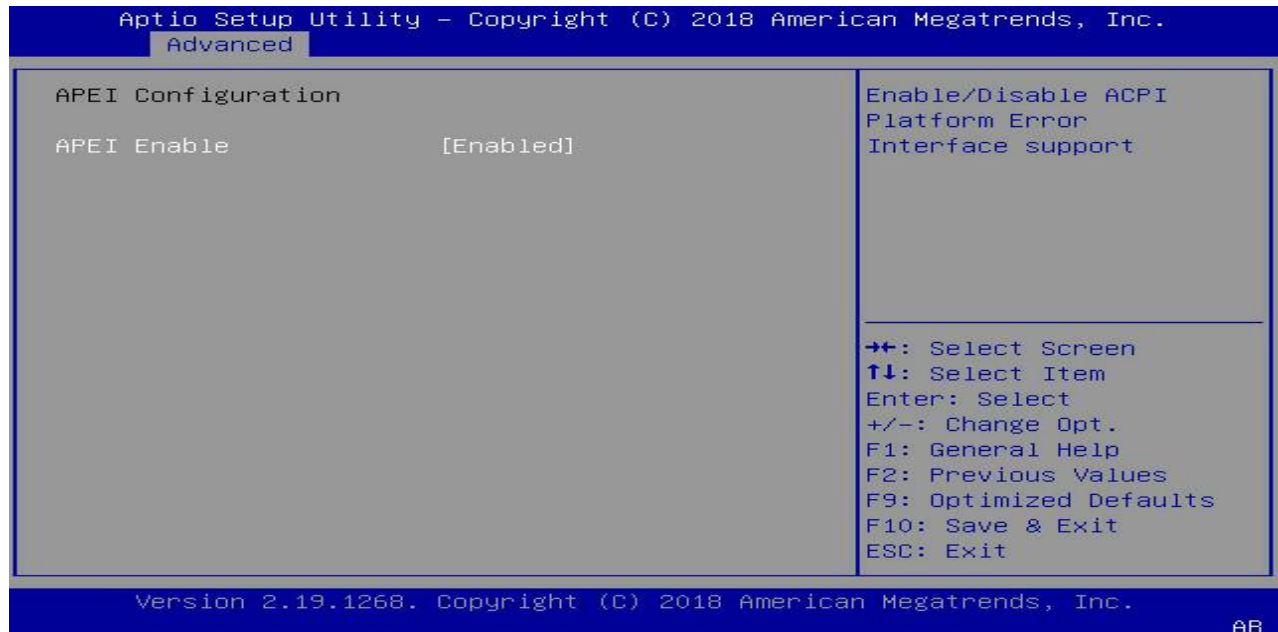 Aptio Setup Utility – Copyright (C) 2018 American Megatrends, Inc.
Advanced
APEI Configuration
APEI Enable [Enabled]
Enable/Disable ACPI
Platform Error
Interface support
→←: Select Screen
↑↓: Select Item
Enter: Select
+/-: Change Opt.
F1: General Help
F2: Previous Values
F9: Optimized Defaults
F10: Save & Exit
ESC: Exit
Version 2.19.1268. Copyright (C) 2018 American Megatrends, Inc.
AB